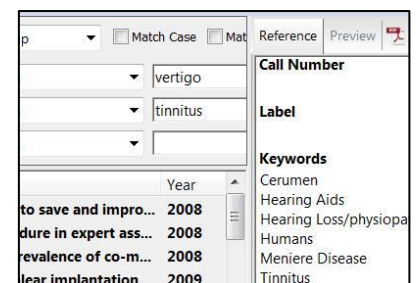 Match Case Mat
vertigo
tinnitus
Year
to save and impro... 2008
dure in expert ass... 2008
revalence of co-m... 2008
lear implantation 2009
Reference Preview
Call Number
Label
Keywords
Cerumen
Hearing Aids
Hearing Loss/physiopa
Humans
Meniere Disease
Tinnitus